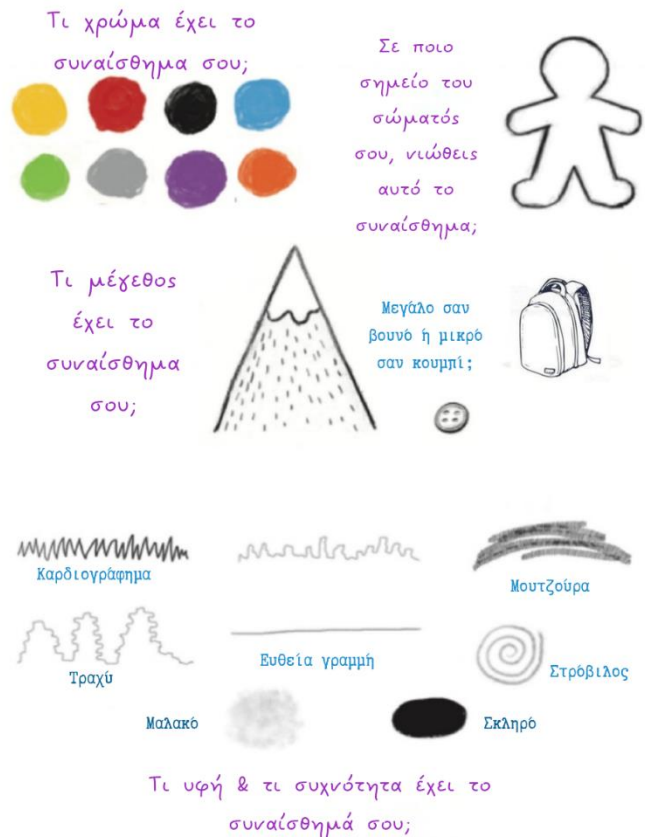 Τι χρώμα έχει το
συναίσθημα σου;
Σε ποιο
σημείο του
σώματός
σου, νιώθεις
αυτό το
συναίσθημα;
Τι μέγεθος
έχει το
συναίσθημα
σου;
Μεγάλο σαν
βουνό ή μικρό
σαν κουμπί;
Καρδιογράφημα
Μουτζούρα
Τραχύ
Ευθεία γραμμή
Στρόβιλος
Μαλακό
Σκληρό
Τι υφή & τι συχνότητα έχει το
συναίσθημά σου;